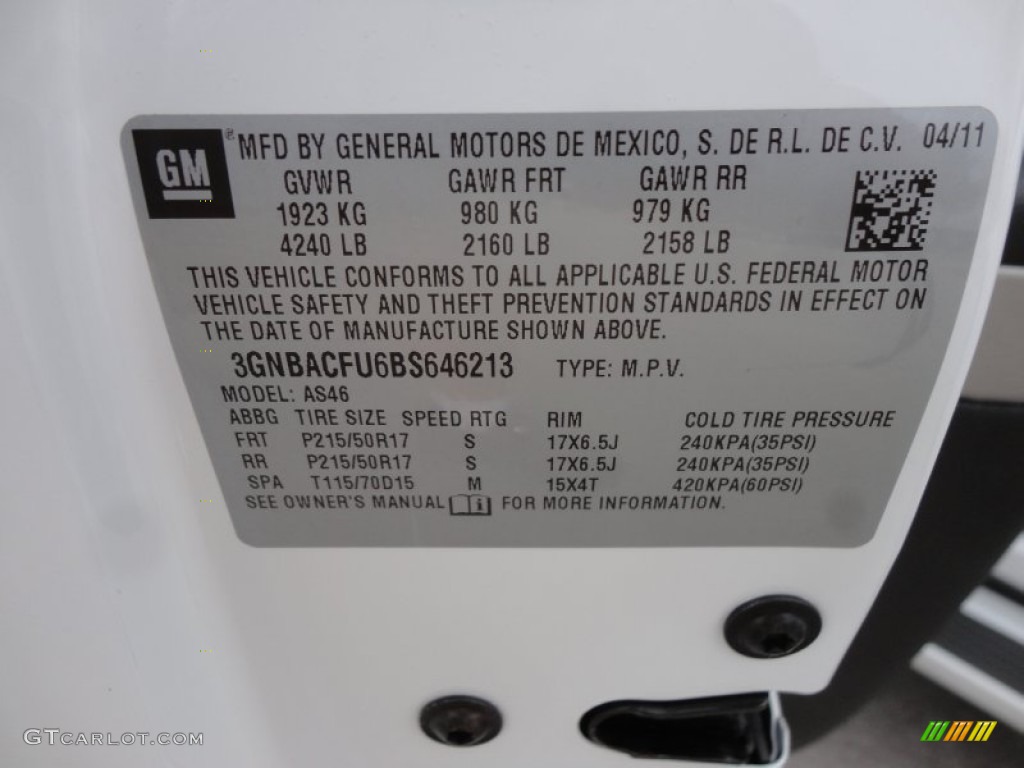 GM ® MFD BY GENERAL MOTORS DE MEXICO, S. DE R.L. DE C.V. 04/11
GVWR GAWR FRT GAWR RR
1923 KG 980 KG 979 KG
4240 LB 2160 LB 2158 LB
THIS VEHICLE CONFORMS TO ALL APPLICABLE U.S. FEDERAL MOTOR
VEHICLE SAFETY AND THEFT PREVENTION STANDARDS IN EFFECT ON
THE DATE OF MANUFACTURE SHOWN ABOVE.
3GNBACFU6BS646213 TYPE: M.P.V.
MODEL: AS46
ABBG TIRE SIZE SPEED RTG RIM COLD TIRE PRESSURE
FRT P215/50R17 S 17X6.5J 240KPA(35PSI)
RR P215/50R17 S 17X6.5J 240KPA(35PSI)
SPA T115/70D15 M 15X4T 420KPA(60PSI)
SEE OWNER'S MANUAL i FOR MORE INFORMATION.
GTCARLOT.COM